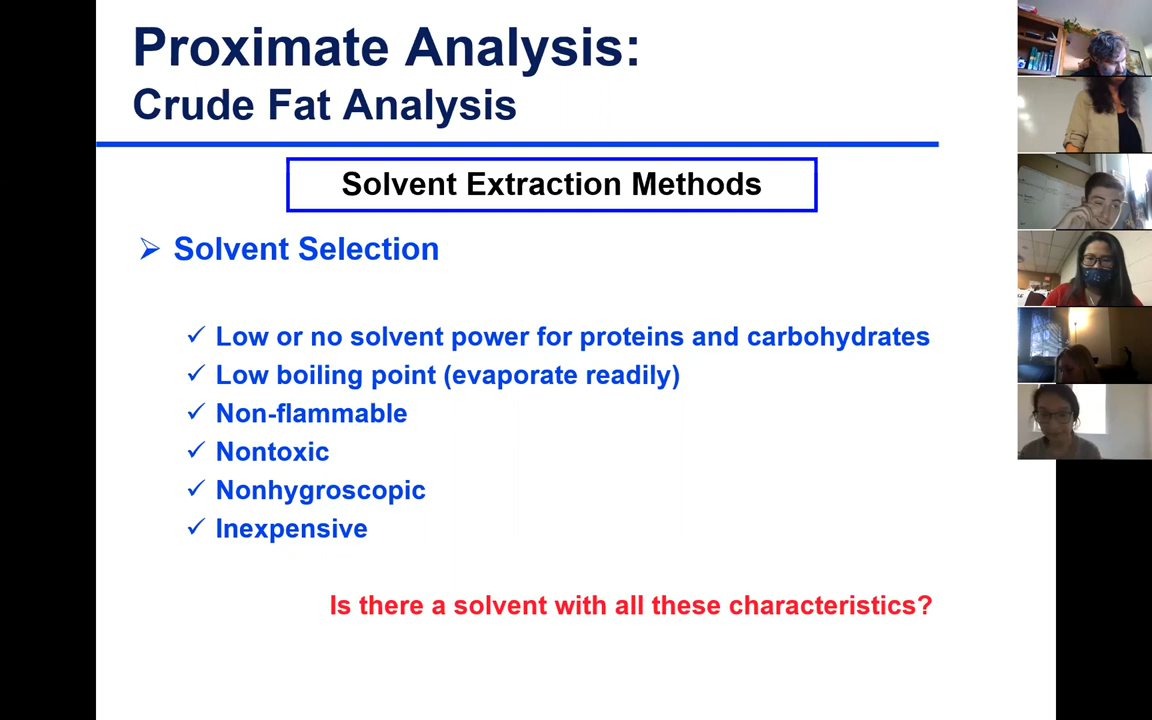 Proximate Analysis:
Crude Fat Analysis
Solvent Extraction Methods
Solvent Selection
Low or no solvent power for proteins and carbohydrates
Low boiling point (evaporate readily)
Non-flammable
Nontoxic
Nonhygroscopic
Inexpensive
Is there a solvent with all these characteristics?